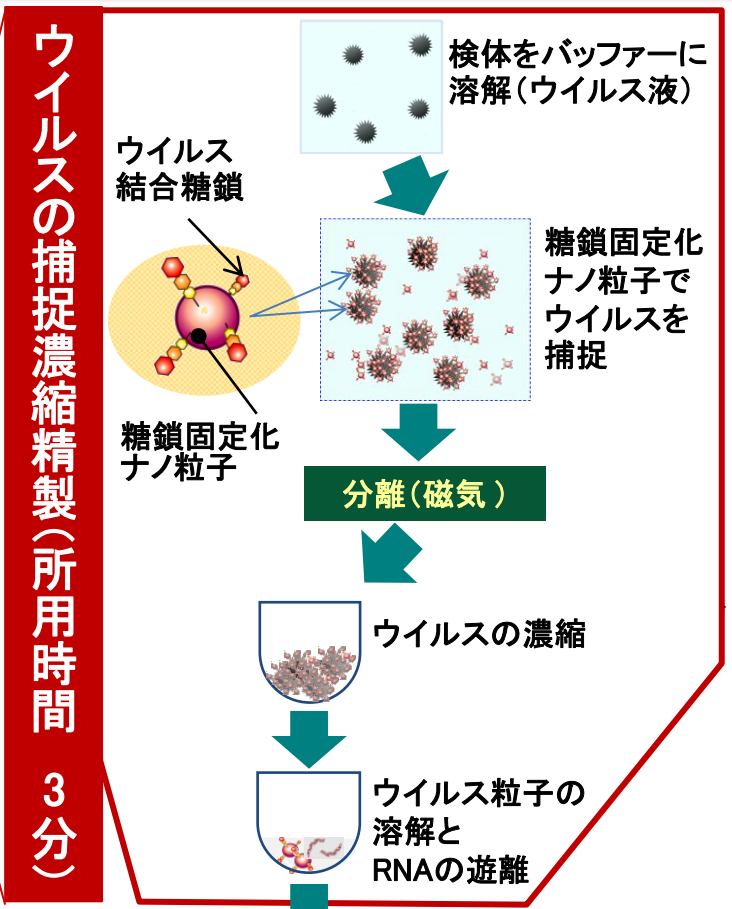 ウイルスの捕捉濃縮精製（所用時間　3分）
検体をバッファーに
溶解（ウイルス液）
ウイルス
結合糖鎖
糖鎖固定化
ナノ粒子で
ウイルスを
捕捉
糖鎖固定化
ナノ粒子
分離（磁気）
ウイルスの濃縮
ウイルス粒子の
溶解と
RNAの遊離